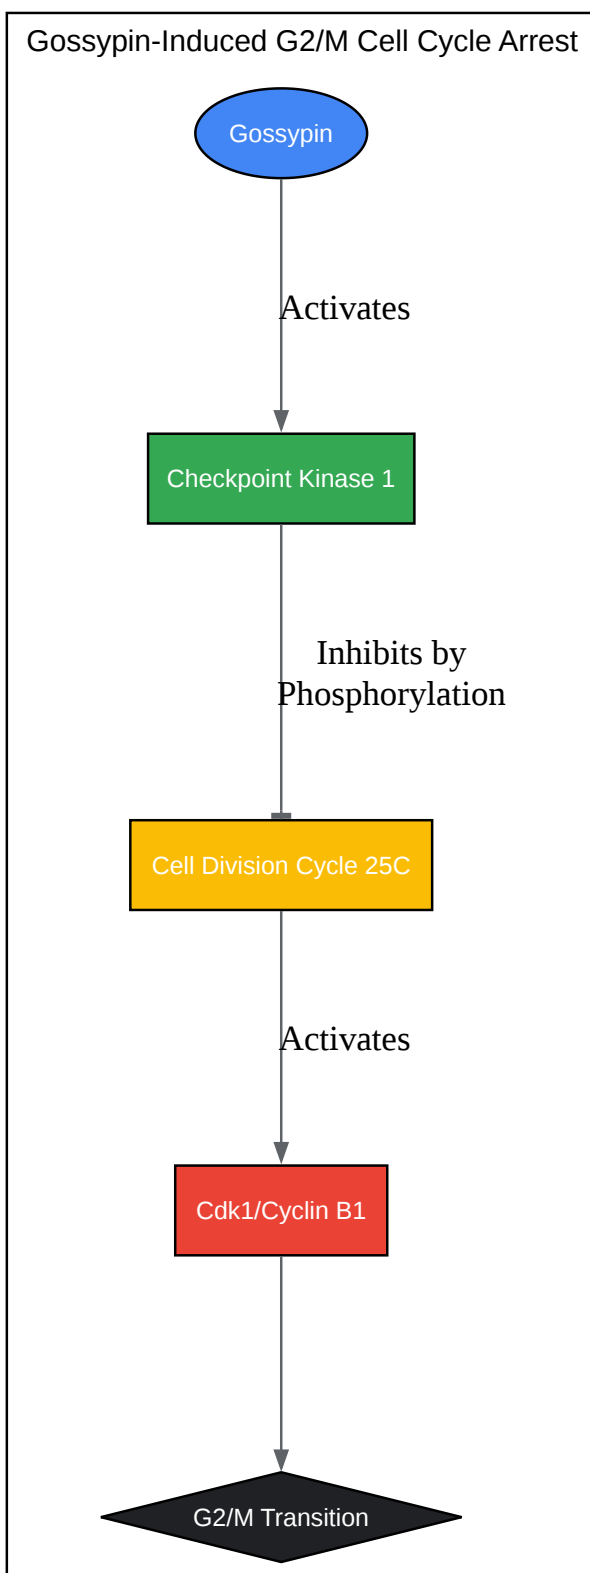 Gossypin-Induced G2/M Cell Cycle Arrest
Gossypin
Activates
Checkpoint Kinase 1
Inhibits by
Phosphorylation
Cell Division Cycle 25C
Activates
Cdk1/Cyclin B1
G2/M Transition